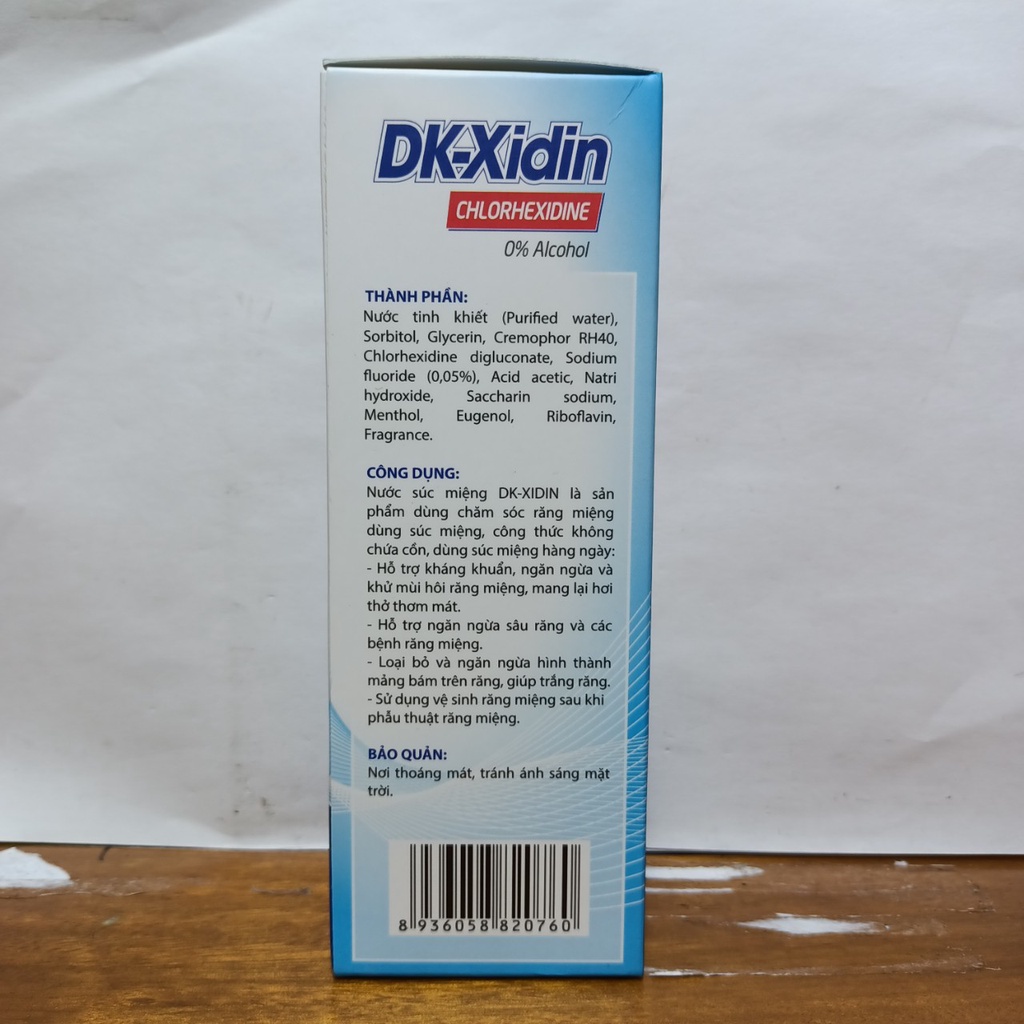 DK-Xidin
CHLORHEXIDINE
0% Alcohol
THÀNH PHẦN:
Nước tinh khiết (Purified water),
Sorbitol, Glycerin, Cremophor RH40,
Chlorhexidine digluconate, Sodium
fluoride (0,05%), Acid acetic, Natri
hydroxide, Saccharin sodium,
Menthol, Eugenol, Riboflavin,
Fragrance.
CÔNG DỤNG:
Nước súc miệng DK-XIDIN là sản
phẩm dùng chăm sóc răng miệng
dùng súc miệng, công thức không
chứa cồn, dùng súc miệng hàng ngày:
- Hỗ trợ kháng khuẩn, ngăn ngừa và
khử mùi hôi răng miệng, mang lại hơi
thở thơm mát.
- Hỗ trợ ngăn ngừa sâu răng và các
bệnh răng miệng.
- Loại bỏ và ngăn ngừa hình thành
mảng bám trên răng, giúp trắng răng.
- Sử dụng vệ sinh răng miệng sau khi
phẫu thuật răng miệng.
BẢO QUẢN:
Nơi thoáng mát, tránh ánh sáng mặt
trời.
8 936058 820760